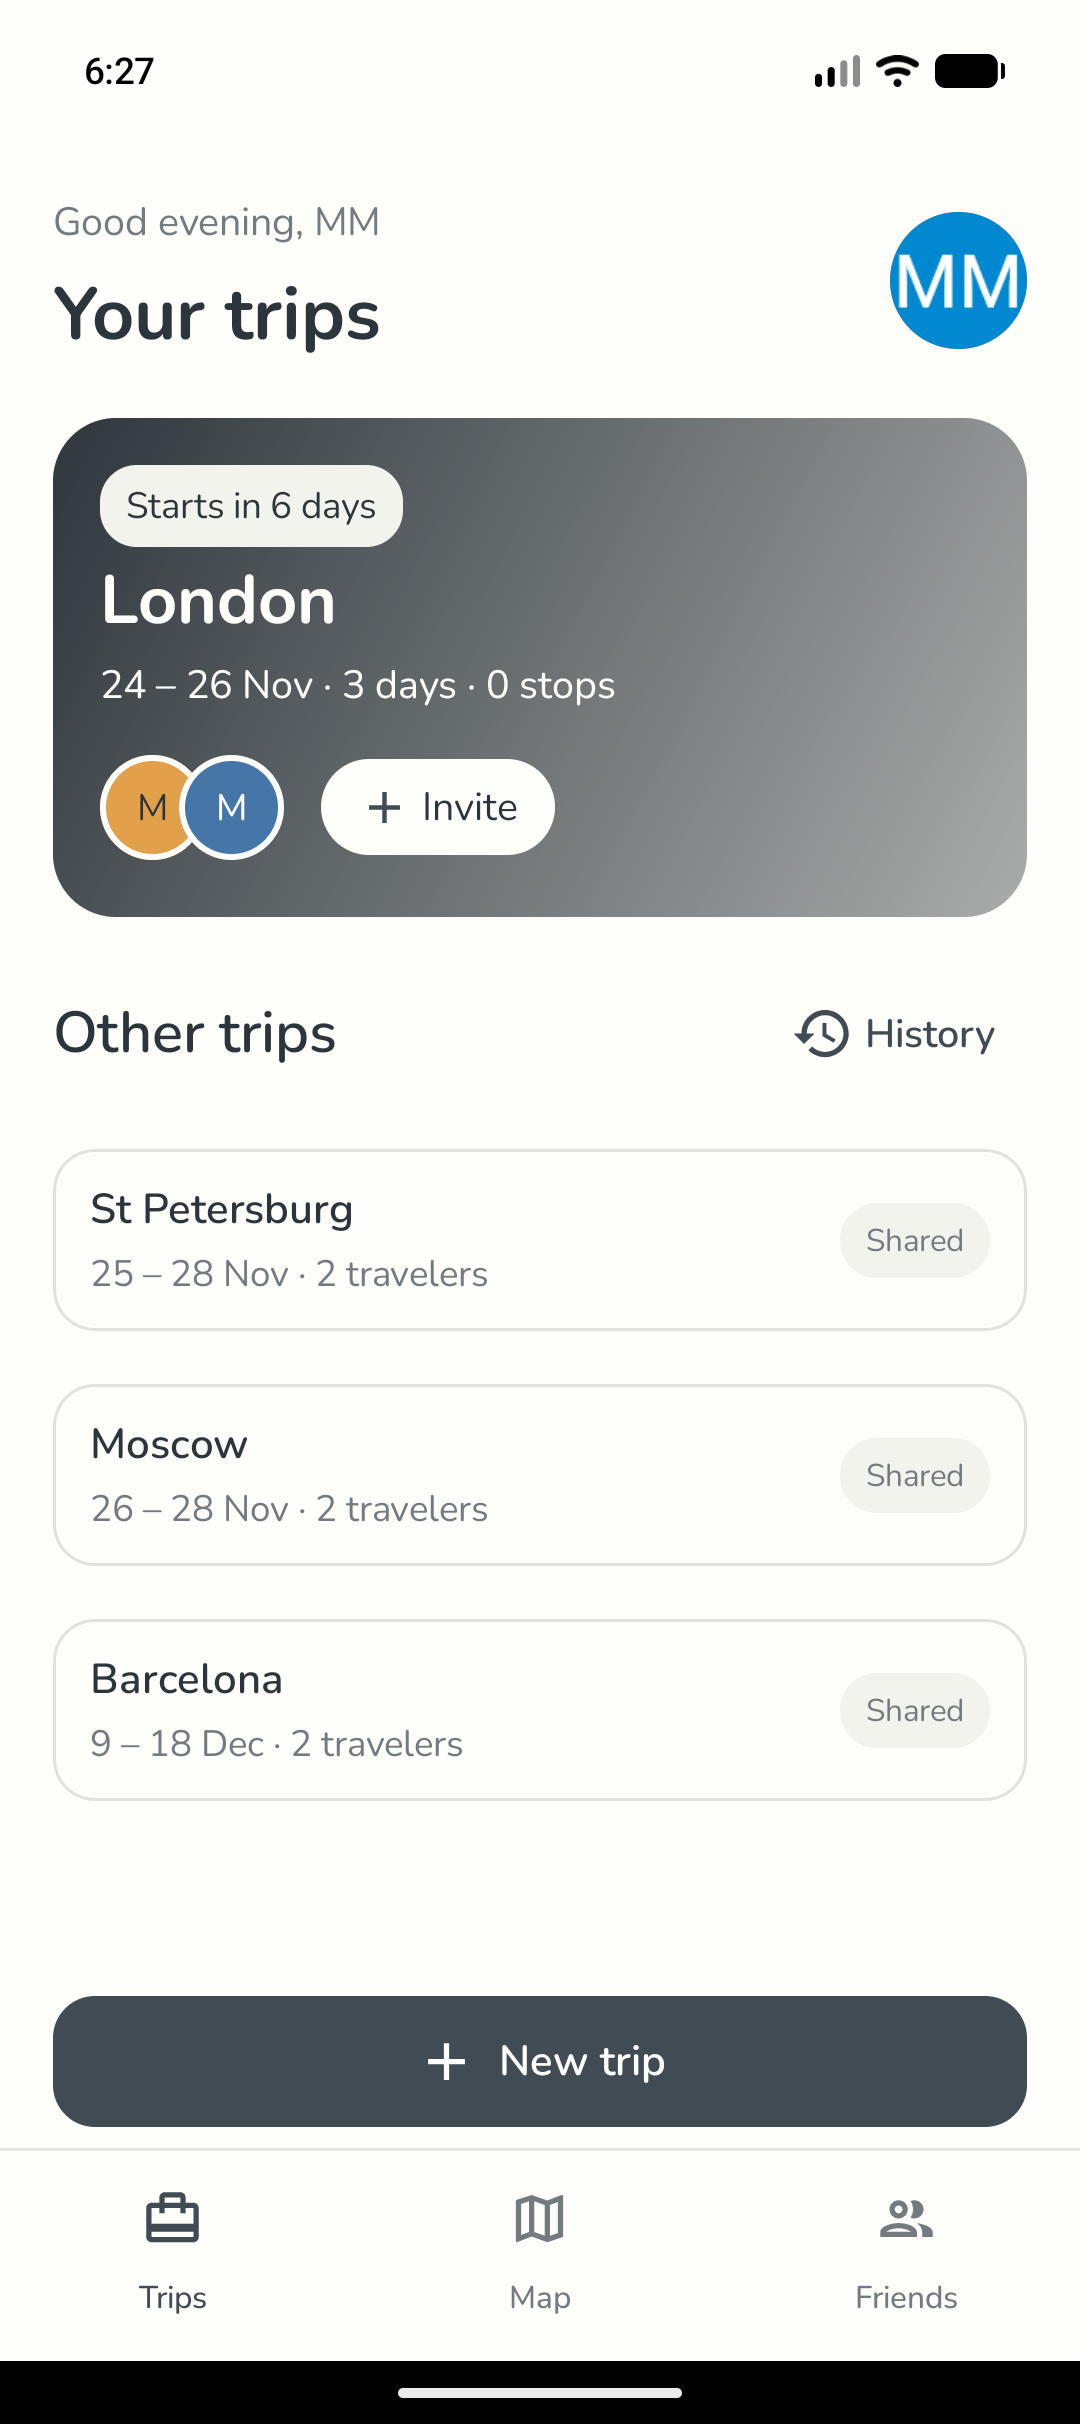 6:27
Good evening, MM
Your trips
MM
Starts in 6 days
London
24 – 26 Nov · 3 days · 0 stops
M M + Invite
Other trips
History
St Petersburg
25 – 28 Nov · 2 travelers
Shared
Moscow
26 – 28 Nov · 2 travelers
Shared
Barcelona
9 – 18 Dec · 2 travelers
Shared
+ New trip
Trips
Map
Friends